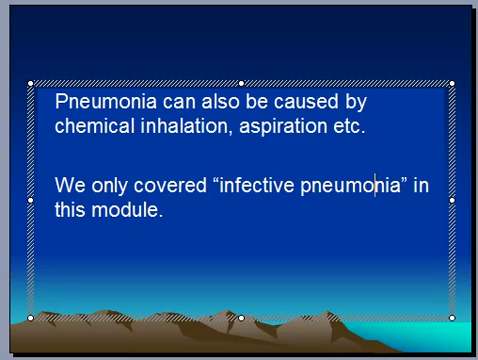 Pneumonia can also be caused by
chemical inhalation, aspiration etc.
We only covered “infective pneumonia” in
this module.